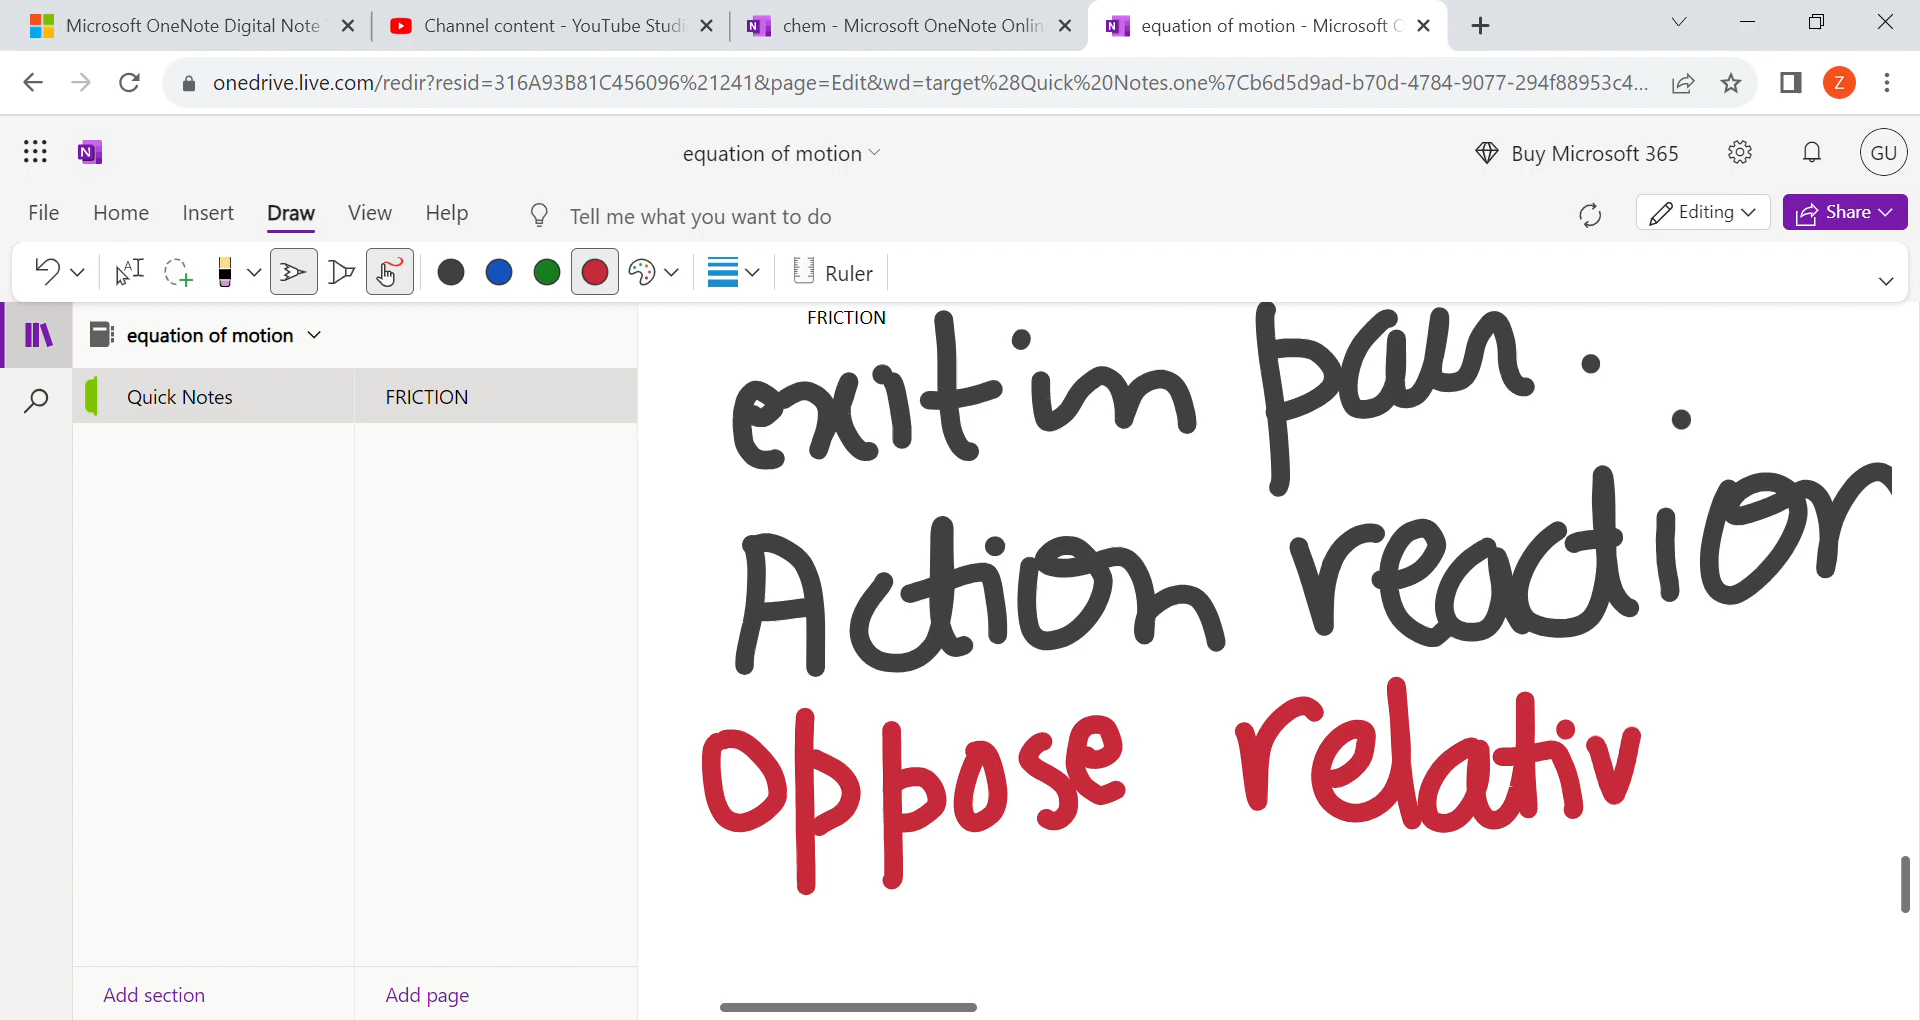 Microsoft OneNote Digital Note T
Channel content - YouTube Studi
chem - Microsoft OneNote Onlin
equation of motion - Microsoft O
onedrive.live.com/redir?resid=316A93B81C456096%21241&page=Edit&wd=target%28Quick%20Notes.one%7Cb6d5d9ad-b70d-4784-9077-294f88953c4...
Z
N
equation of motion
Buy Microsoft 365
GU
File Home Insert Draw View Help
Tell me what you want to do
Editing
Share
Ruler
equation of motion
Quick Notes
FRICTION
Add section
Add page
FRICTION
exit in pair.
Action reaction
Oppose relativ